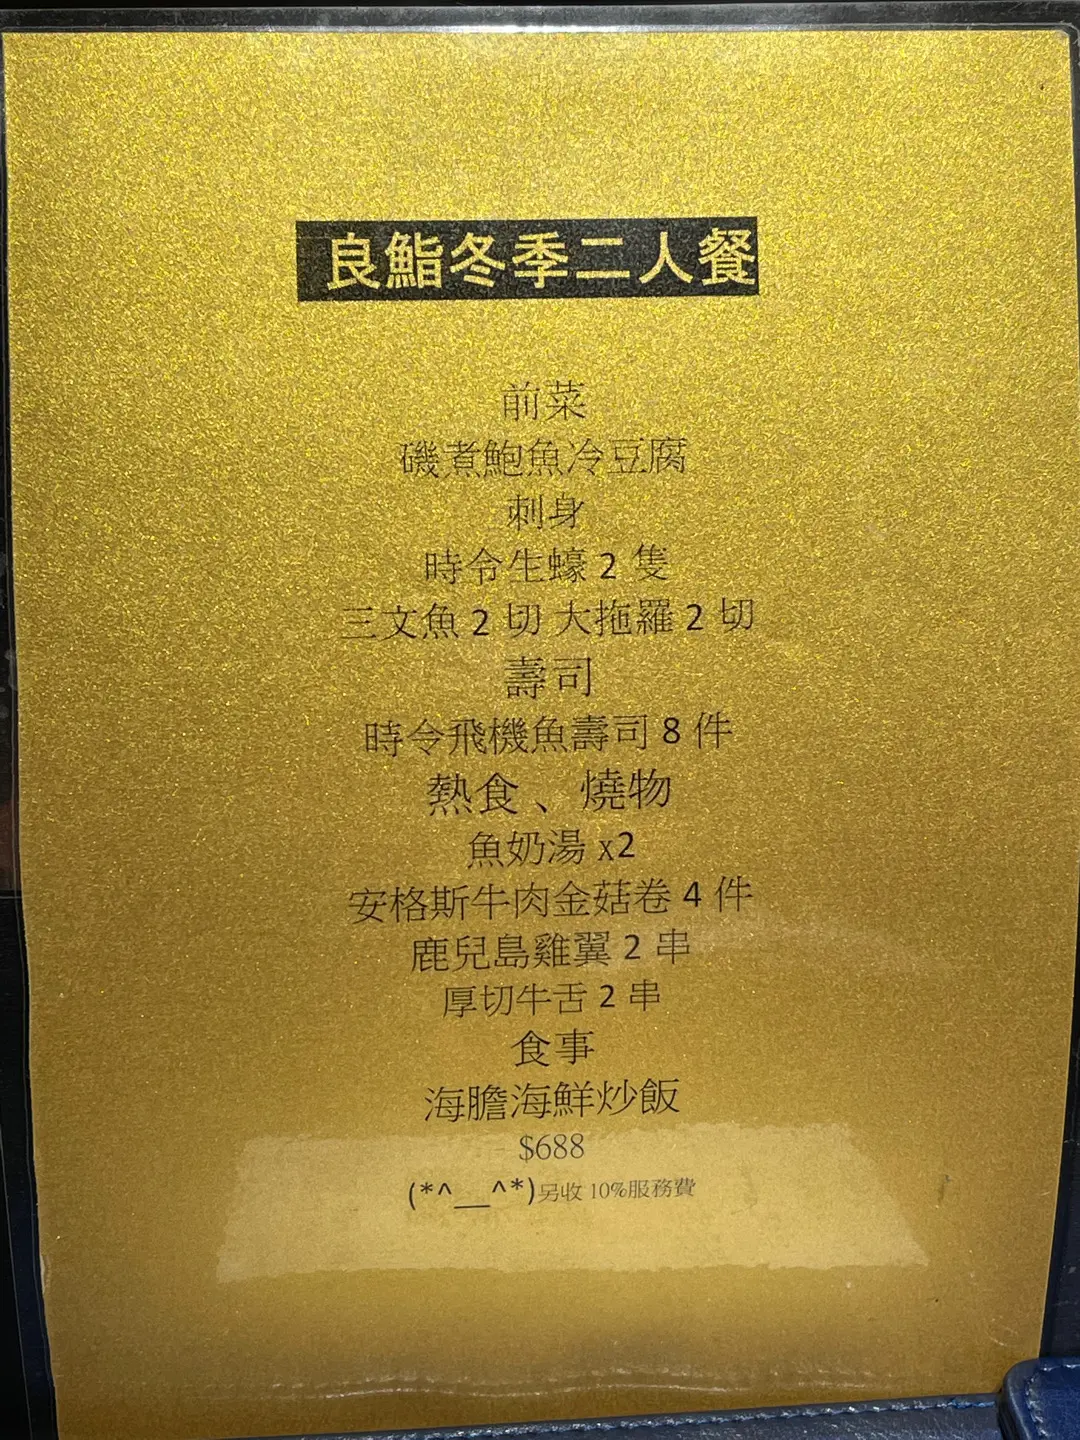 良鮨冬季二人餐
前菜
磯煮鮑魚冷豆腐
刺身
時令生蠔 2 隻
三文魚 2 切 大拖羅 2 切
壽司
時令飛機魚壽司 8 件
熱食 、燒物
魚奶湯 x2
安格斯牛肉金菇卷 4 件
鹿兒島雞翼 2 串
厚切牛舌 2 串
食事
海膽海鮮炒飯
$688
(*^__^*)另收 10%服務費